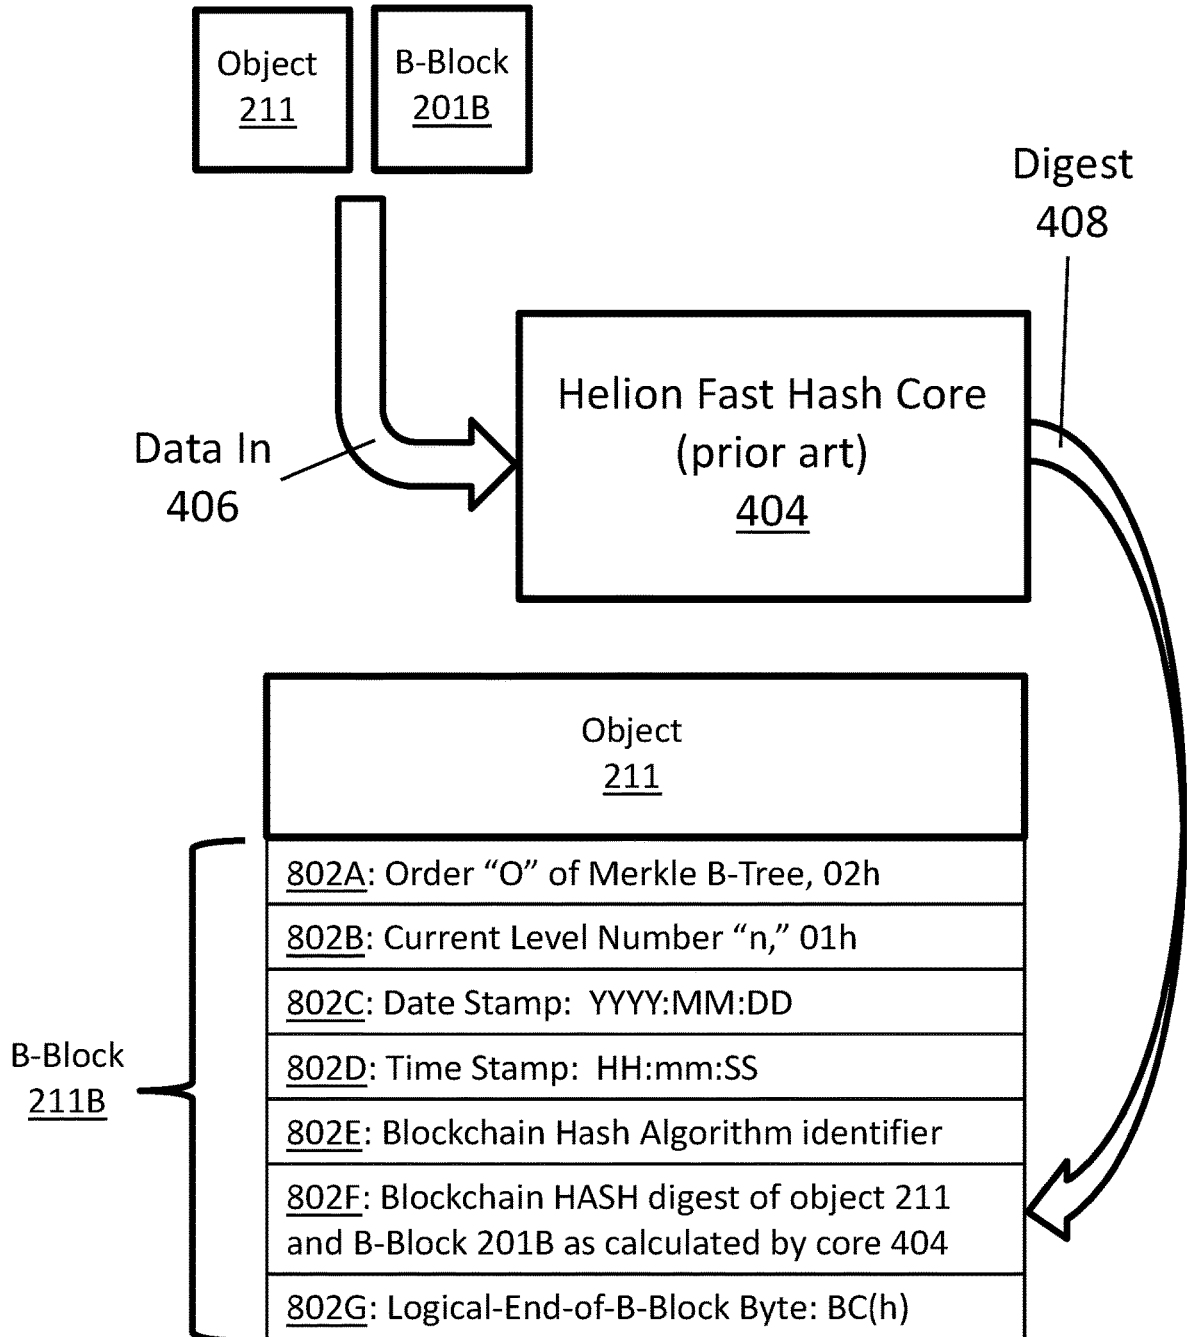 Object
211
B-Block
201B
Digest
408
Data In
406
Helion Fast Hash Core
(prior art)
404
Object
211
B-Block
211B
802A: Order “O” of Merkle B-Tree, 02h
802B: Current Level Number “n,” 01h
802C: Date Stamp:  YYYY:MM:DD
802D: Time Stamp:  HH:mm:SS
802E: Blockchain Hash Algorithm identifier
802F: Blockchain HASH digest of object 211
and B-Block 201B as calculated by core 404
802G: Logical-End-of-B-Block Byte: BC(h)